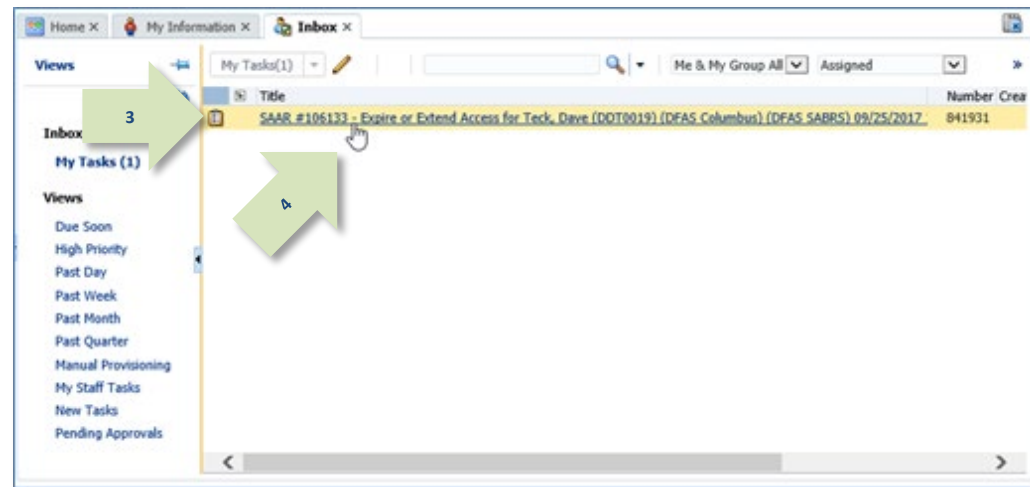 Home × My Information × Inbox ×
Views My Tasks(1) Me & My Group All Assigned »
Title Number Crea
3 SAAR #106133 - Expire or Extend Access for Teck, Dave (DDT0019) (DFAS Columbus) (DFAS SABRS) 09/25/2017 841931
Inbox
My Tasks (1)
4
Views
Due Soon
High Priority
Past Day
Past Week
Past Month
Past Quarter
Manual Provisioning
My Staff Tasks
New Tasks
Pending Approvals